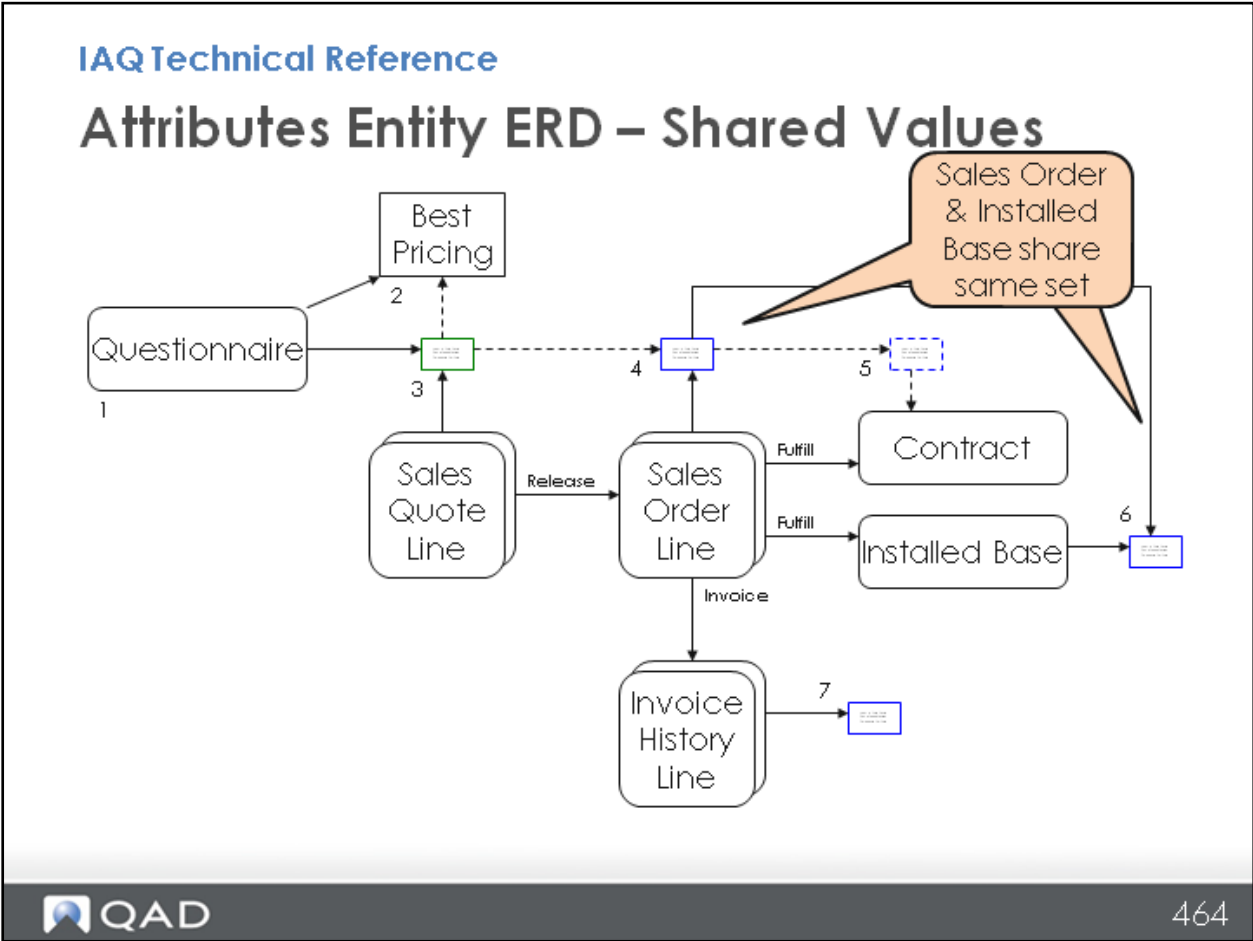 IAQ Technical Reference
Attributes Entity ERD – Shared Values
Sales Order
& Installed
Base share
same set
Best
Pricing
2
Questionnaire
1
3
4
5
Contract
Fulfill
Sales
Quote
Line
Release
Sales
Order
Line
Fulfill
Installed Base
6
Invoice
Invoice
History
Line
7
QAD
464